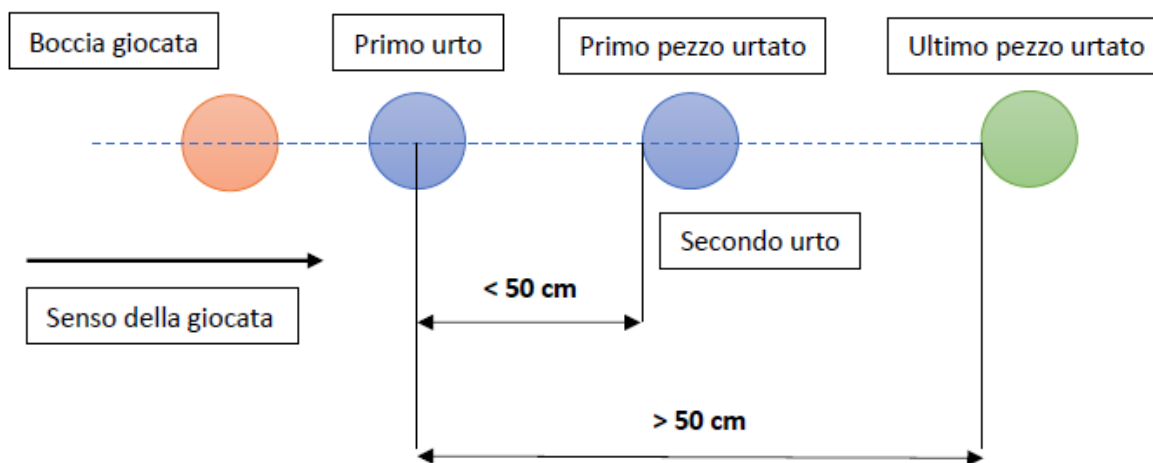 Boccia giocata
Primo urto
Primo pezzo urtato
Ultimo pezzo urtato
Secondo urto
Senso della giocata
< 50 cm
> 50 cm